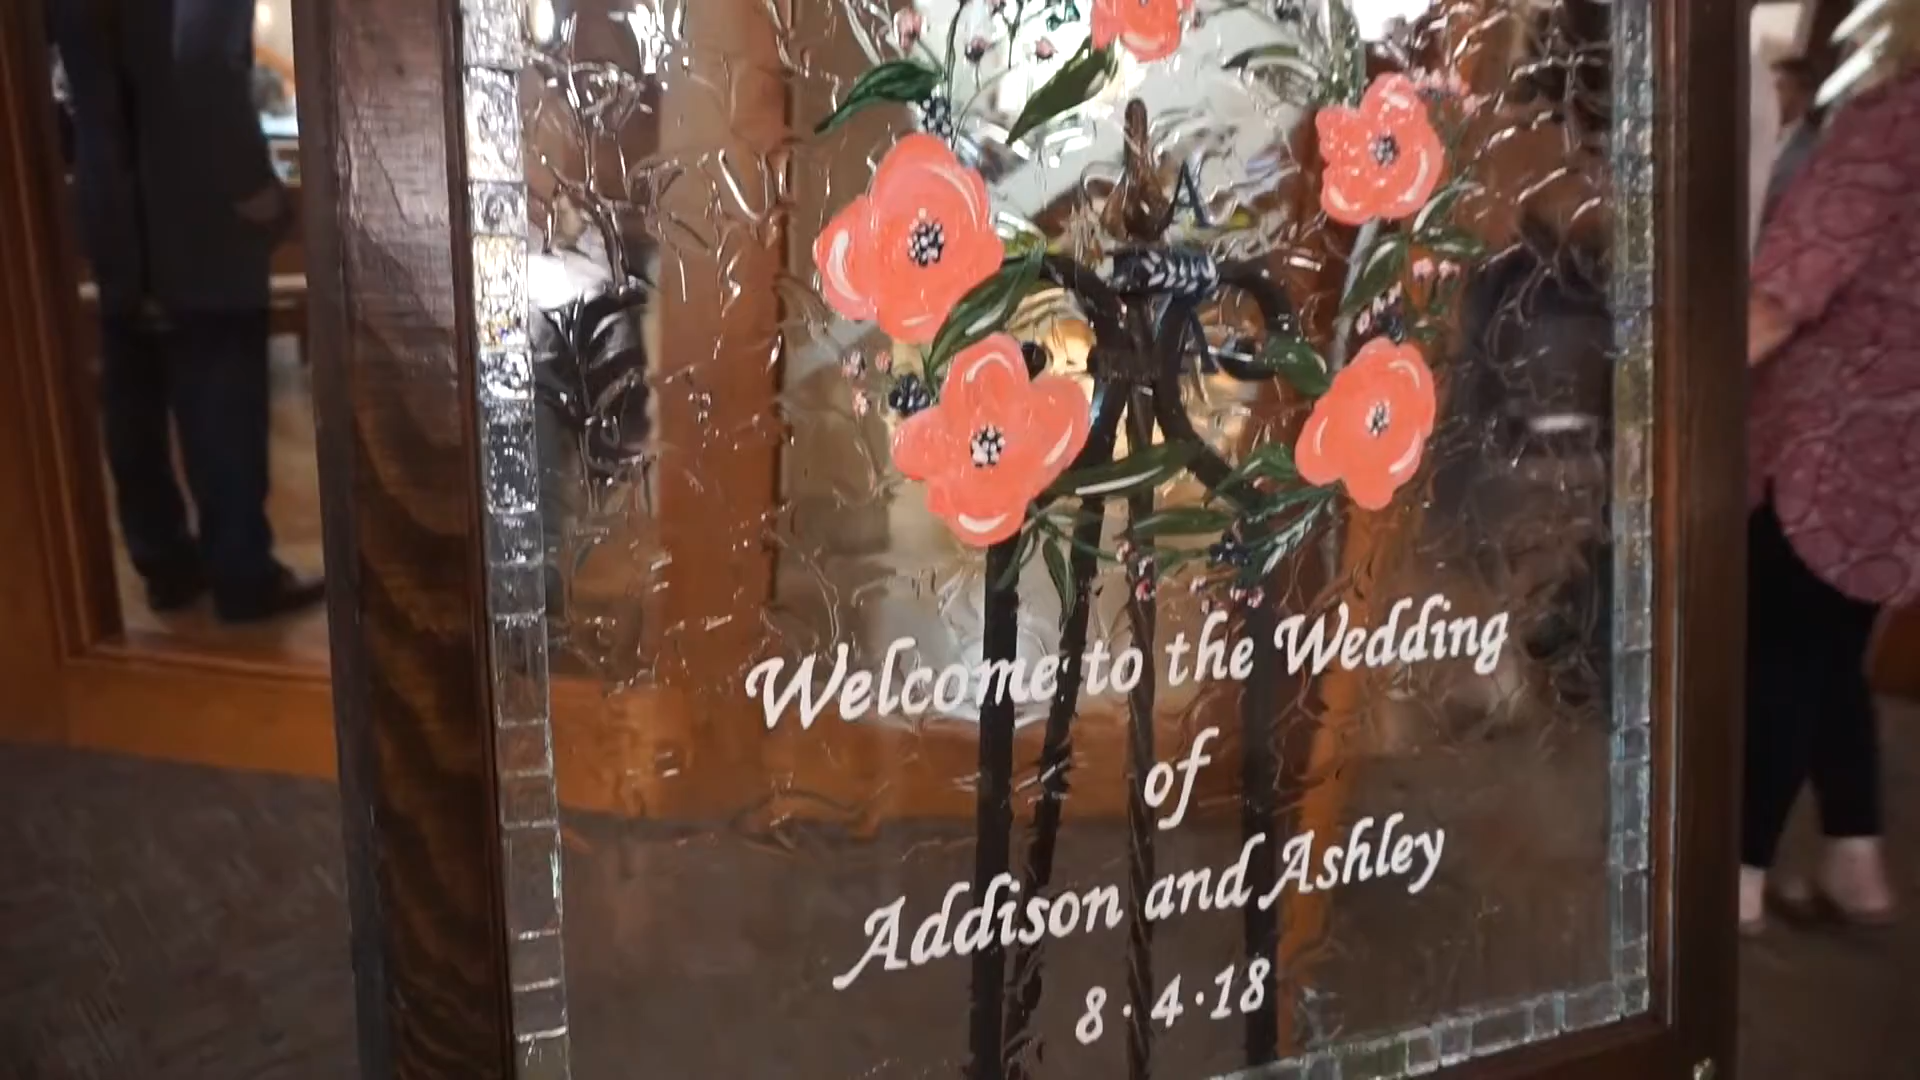 A
A
Welcome to the Wedding
of
Addison and Ashley
8·4·18